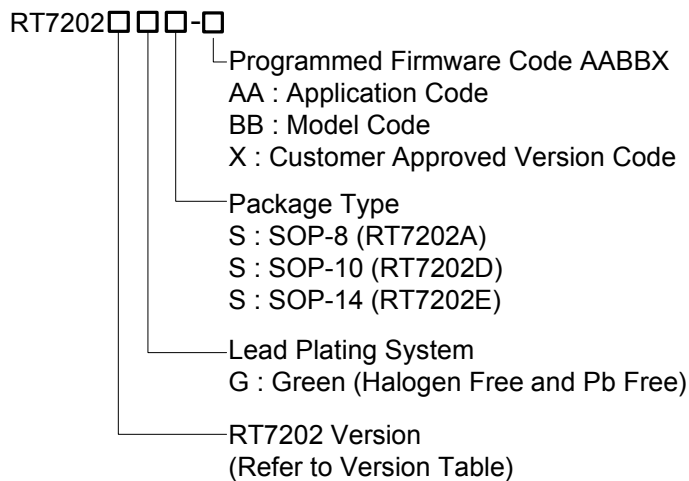 RT7202□□□-□
Programmed Firmware Code AABBX
AA : Application Code
BB : Model Code
X : Customer Approved Version Code
Package Type
S : SOP-8 (RT7202A)
S : SOP-10 (RT7202D)
S : SOP-14 (RT7202E)
Lead Plating System
G : Green (Halogen Free and Pb Free)
RT7202 Version
(Refer to Version Table)